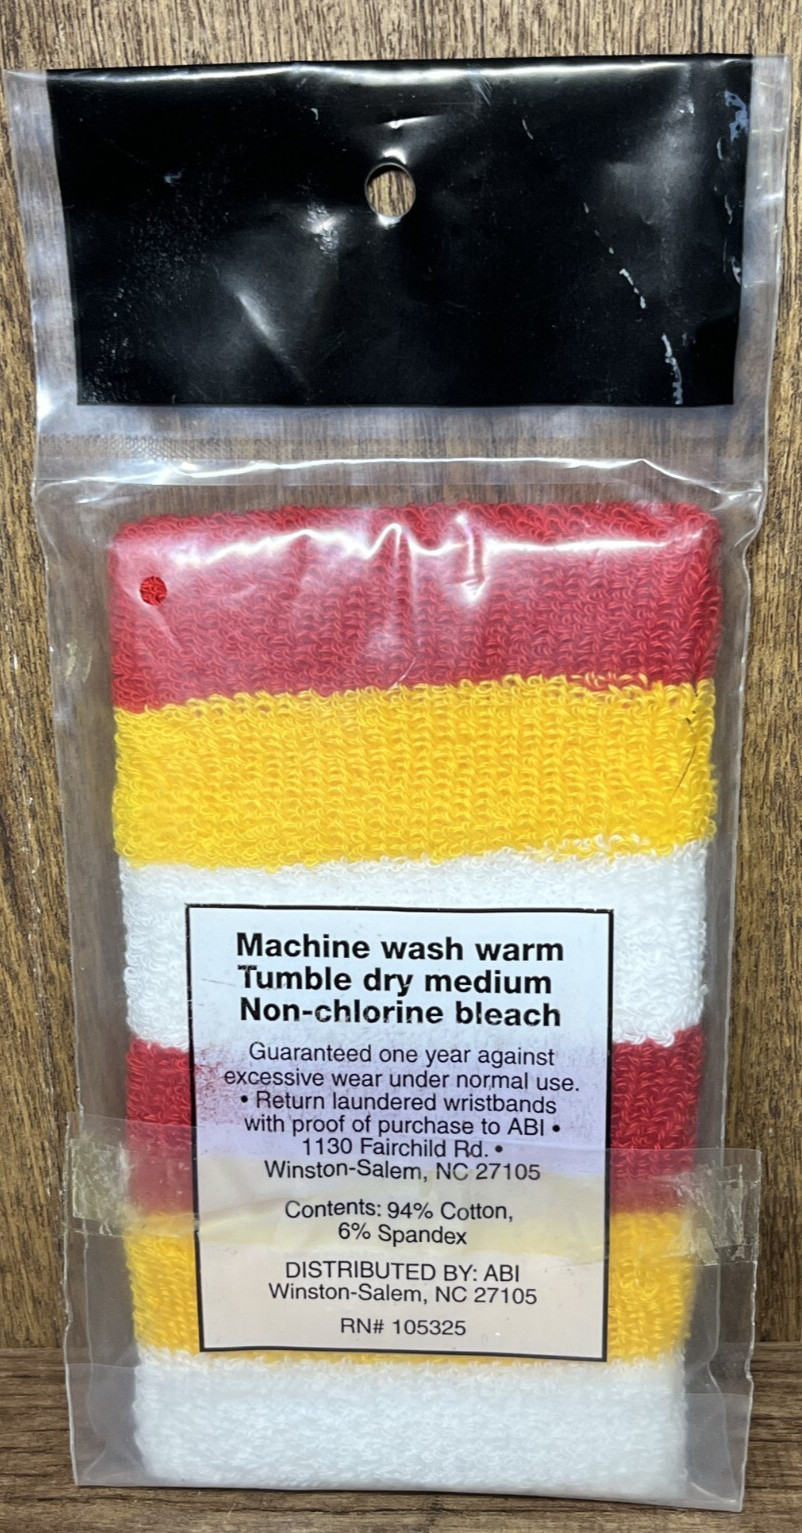 Machine wash warm
Tumble dry medium
Non-chlorine bleach
Guaranteed one year against
excessive wear under normal use.
• Return laundered wristbands
with proof of purchase to ABI •
1130 Fairchild Rd. •
Winston-Salem, NC 27105
Contents: 94% Cotton,
6% Spandex
DISTRIBUTED BY: ABI
Winston-Salem, NC 27105
RN# 105325